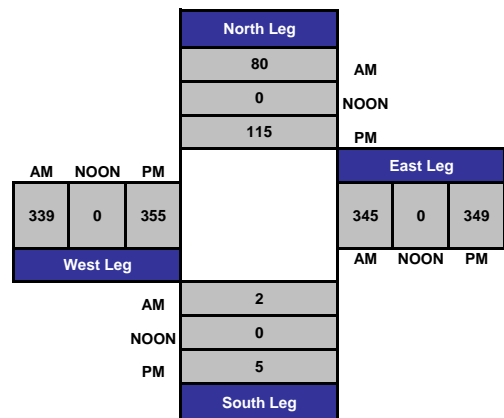 North Leg
80 AM
0 NOON
115 PM
AM NOON PM
East Leg
339 0 355
345 0 349
West Leg
AM NOON PM
AM 2
NOON 0
PM 5
South Leg